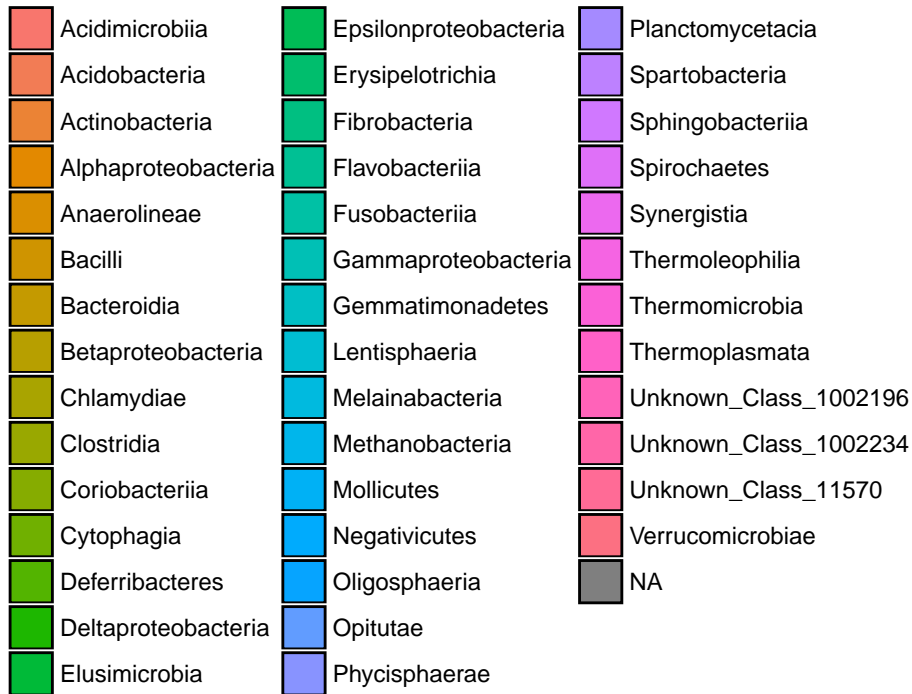 Acidimicrobiia
Acidobacteria
Actinobacteria
Alphaproteobacteria
Anaerolineae
Bacilli
Bacteroidia
Betaproteobacteria
Chlamydiae
Clostridia
Coriobacteriia
Cytophagia
Deferribacteres
Deltaproteobacteria
Elusimicrobia
Epsilonproteobacteria
Erysipelotrichia
Fibrobacteria
Flavobacteriia
Fusobacteriia
Gammaproteobacteria
Gemmatimonadetes
Lentisphaeria
Melainabacteria
Methanobacteria
Mollicutes
Negativicutes
Oligosphaeria
Opitutae
Phycisphaerae
Planctomycetacia
Spartobacteria
Sphingobacteriia
Spirochaetes
Synergistia
Thermoleophilia
Thermomicrobia
Thermoplasmata
Unknown_Class_1002196
Unknown_Class_1002234
Unknown_Class_11570
Verrucomicrobiae
NA